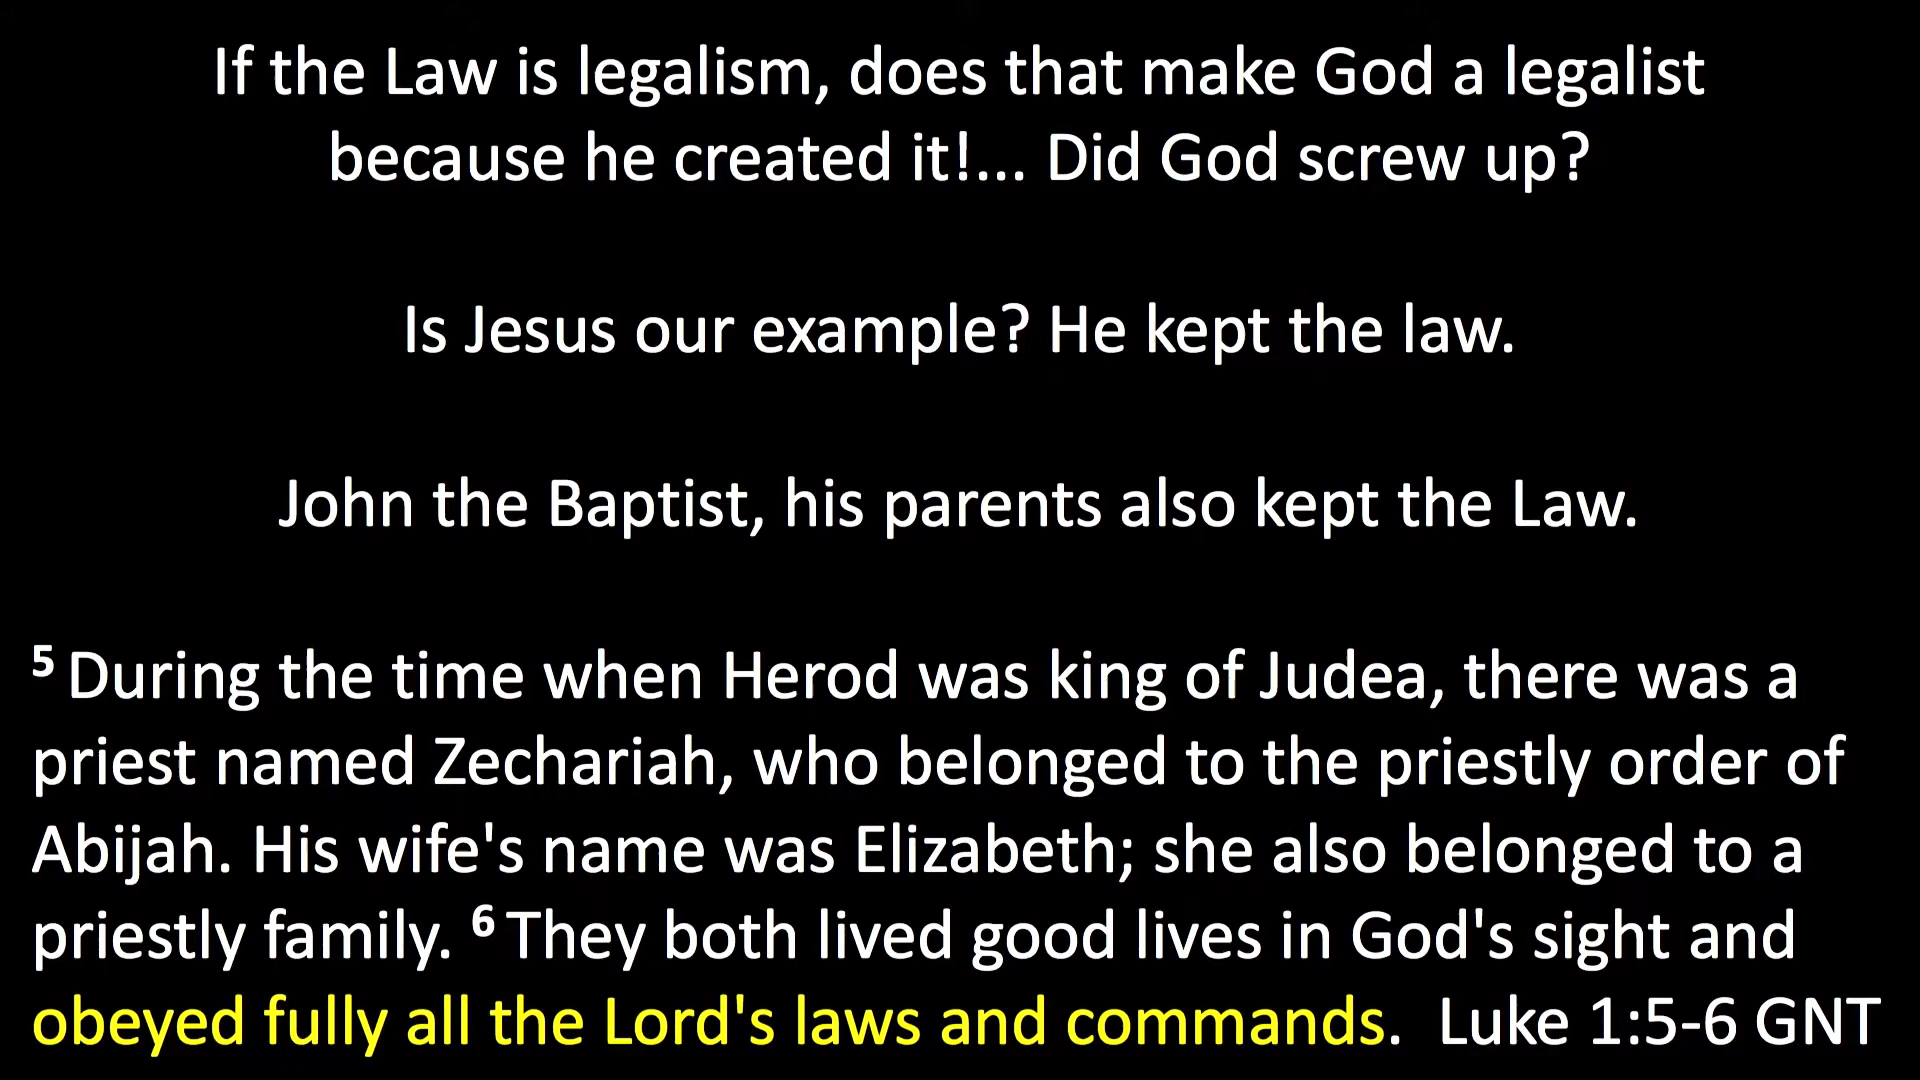 If the Law is legalism, does that make God a legalist
because he created it!... Did God screw up?
Is Jesus our example? He kept the law.
John the Baptist, his parents also kept the Law.
5 During the time when Herod was king of Judea, there was a
priest named Zechariah, who belonged to the priestly order of
Abijah. His wife's name was Elizabeth; she also belonged to a
priestly family. 6 They both lived good lives in God's sight and
obeyed fully all the Lord's laws and commands.  Luke 1:5-6 GNT